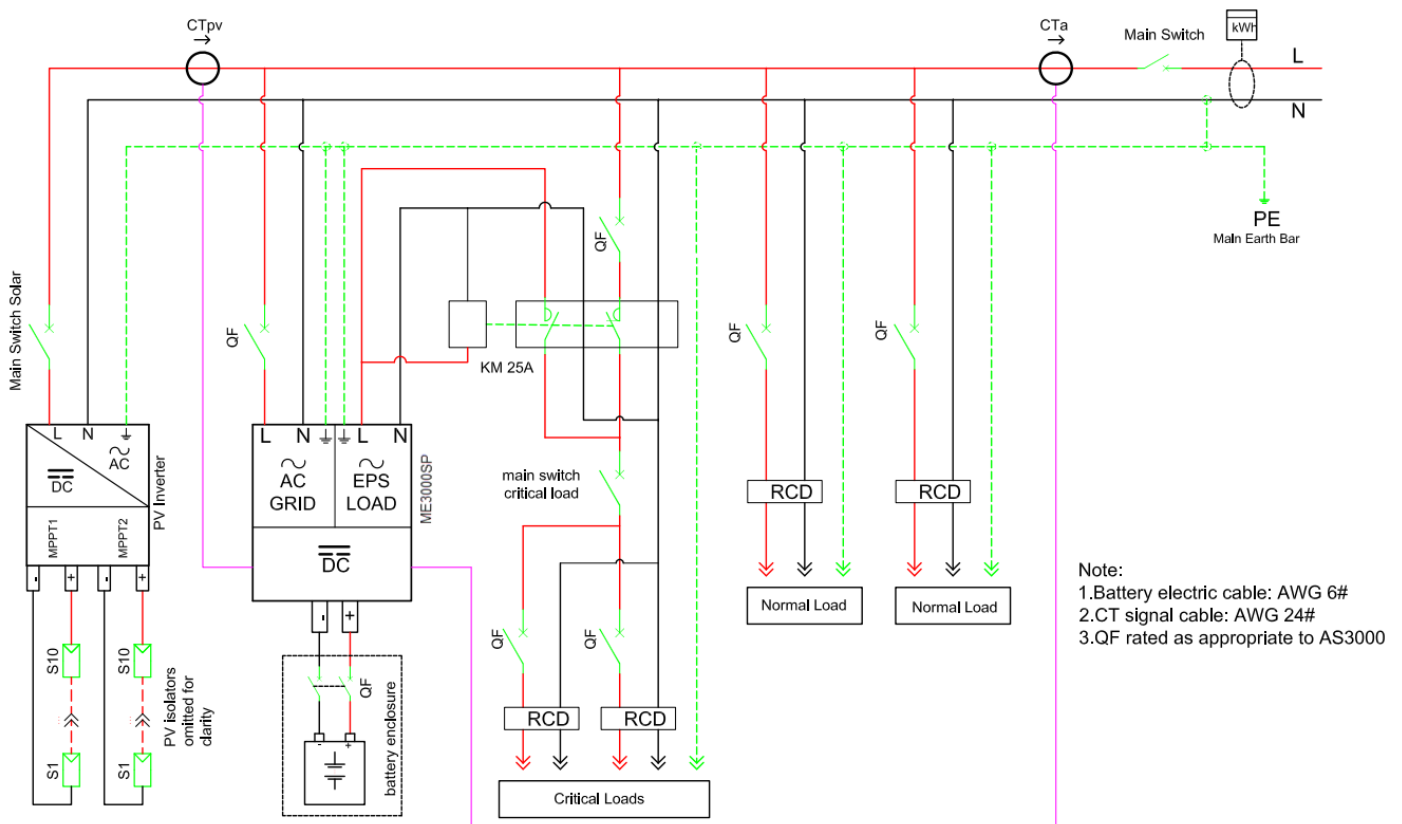 CTpv
CTa
Main Switch
kWh
L
N
PE
Main Earth Bar
Main Switch Solar
QF
QF
QF
QF
KM 25A
L
N
AC
DC
MPPT1
MPPT2
PV Inverter
-
+
-
+
L
N
L
N
AC
GRID
EPS
LOAD
ME3000SP
DC
-
+
main switch
critical load
RCD
RCD
Normal Load
Normal Load
Note:
1.Battery electric cable: AWG 6#
2.CT signal cable: AWG 24#
3.QF rated as appropriate to AS3000
S10
S10
S1
S1
PV isolators
omitted for
clarity
QF
-
+
battery enclosure
QF
QF
RCD
RCD
Critical Loads